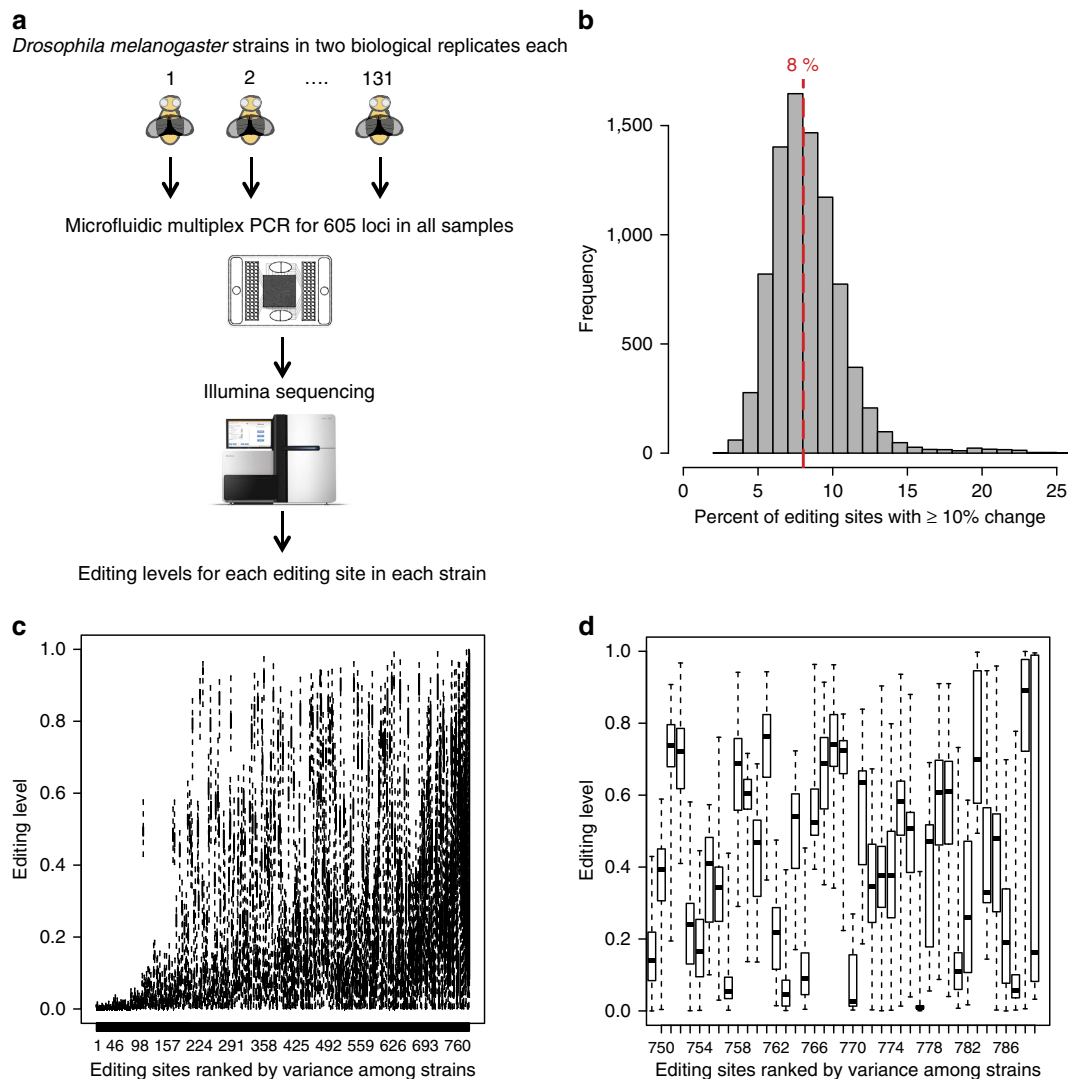 a
Drosophila melanogaster strains in two biological replicates each
1 2 .... 131
Microfluidic multiplex PCR for 605 loci in all samples
Illumina sequencing
Editing levels for each editing site in each strain
b
8 %
1,500
1,000
500
0
Frequency
0 5 10 15 20 25
Percent of editing sites with ≥ 10% change
c
1.0
0.8
0.6
0.4
0.2
0.0
Editing level
1 46 98 157 224 291 358 425 492 559 626 693 760
Editing sites ranked by variance among strains
d
1.0
0.8
0.6
0.4
0.2
0.0
Editing level
750 754 758 762 766 770 774 778 782 786
Editing sites ranked by variance among strains